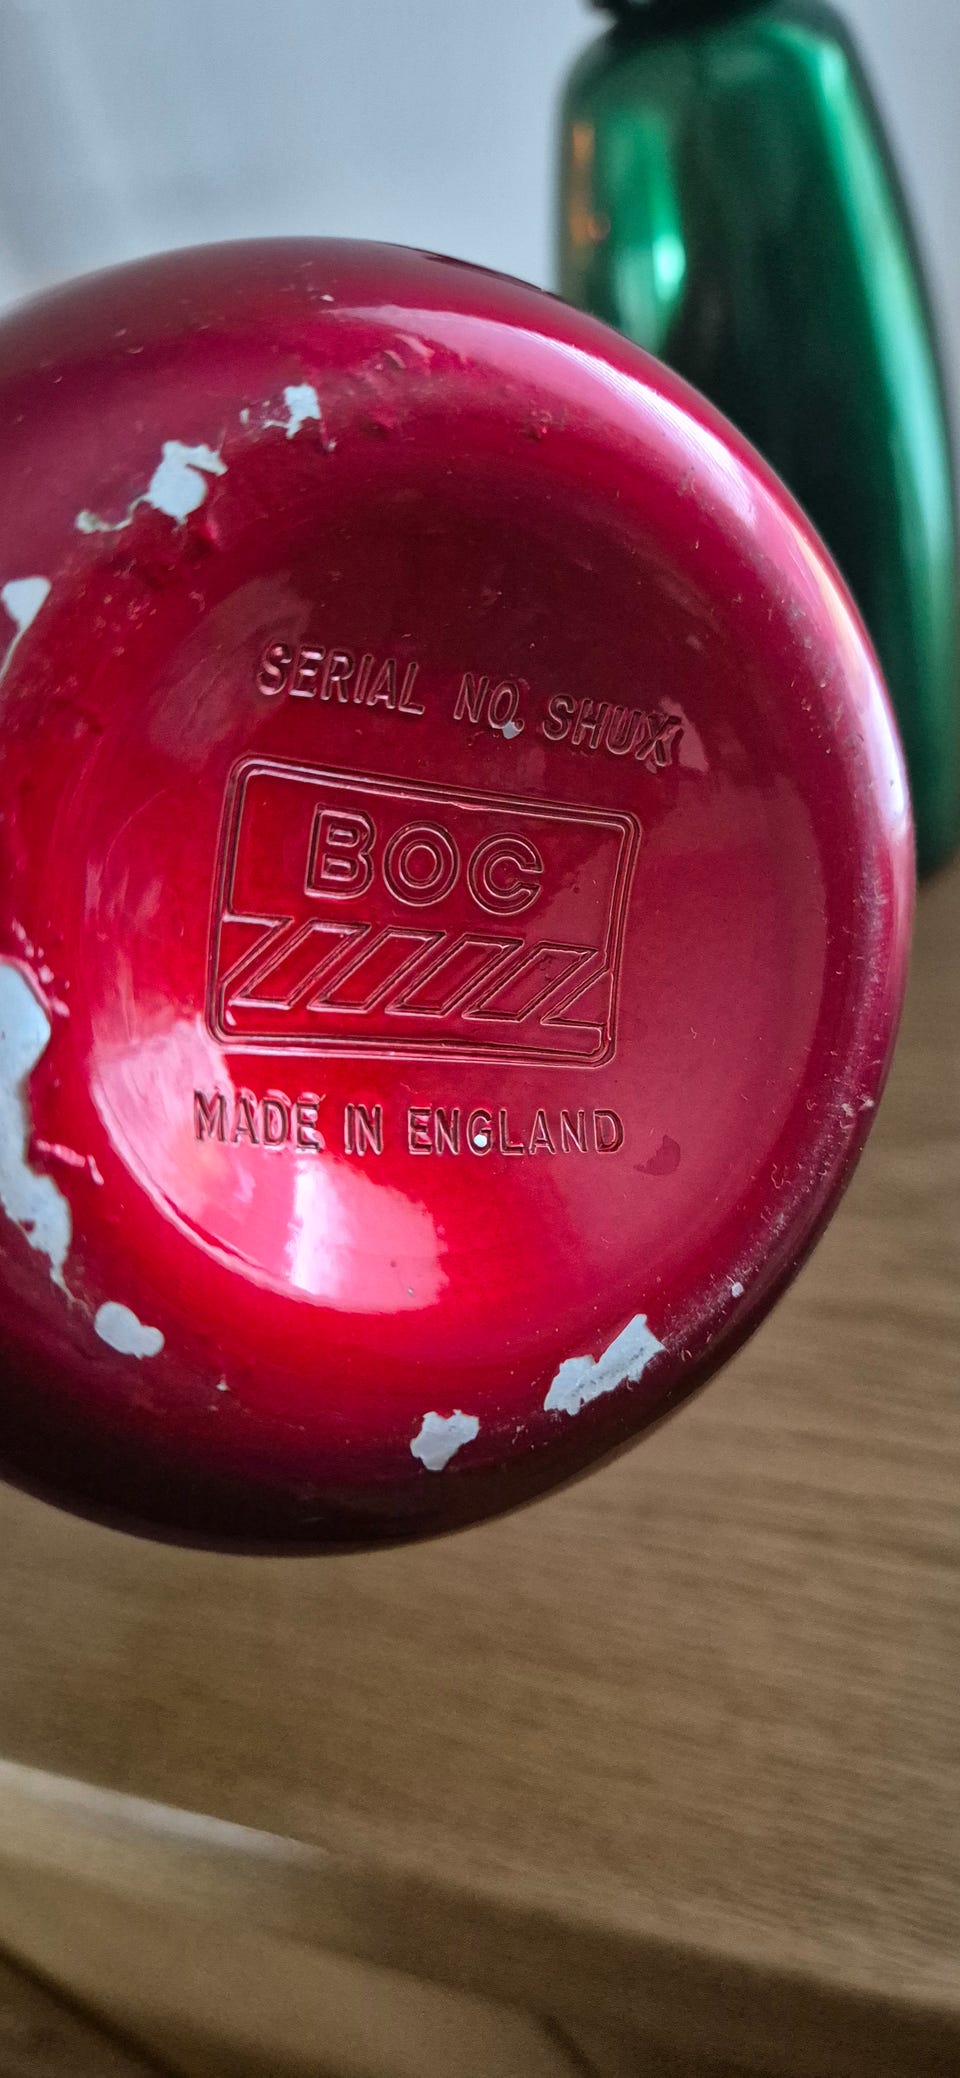 SERIAL NO. SHUX
BOC
MADE IN ENGLAND